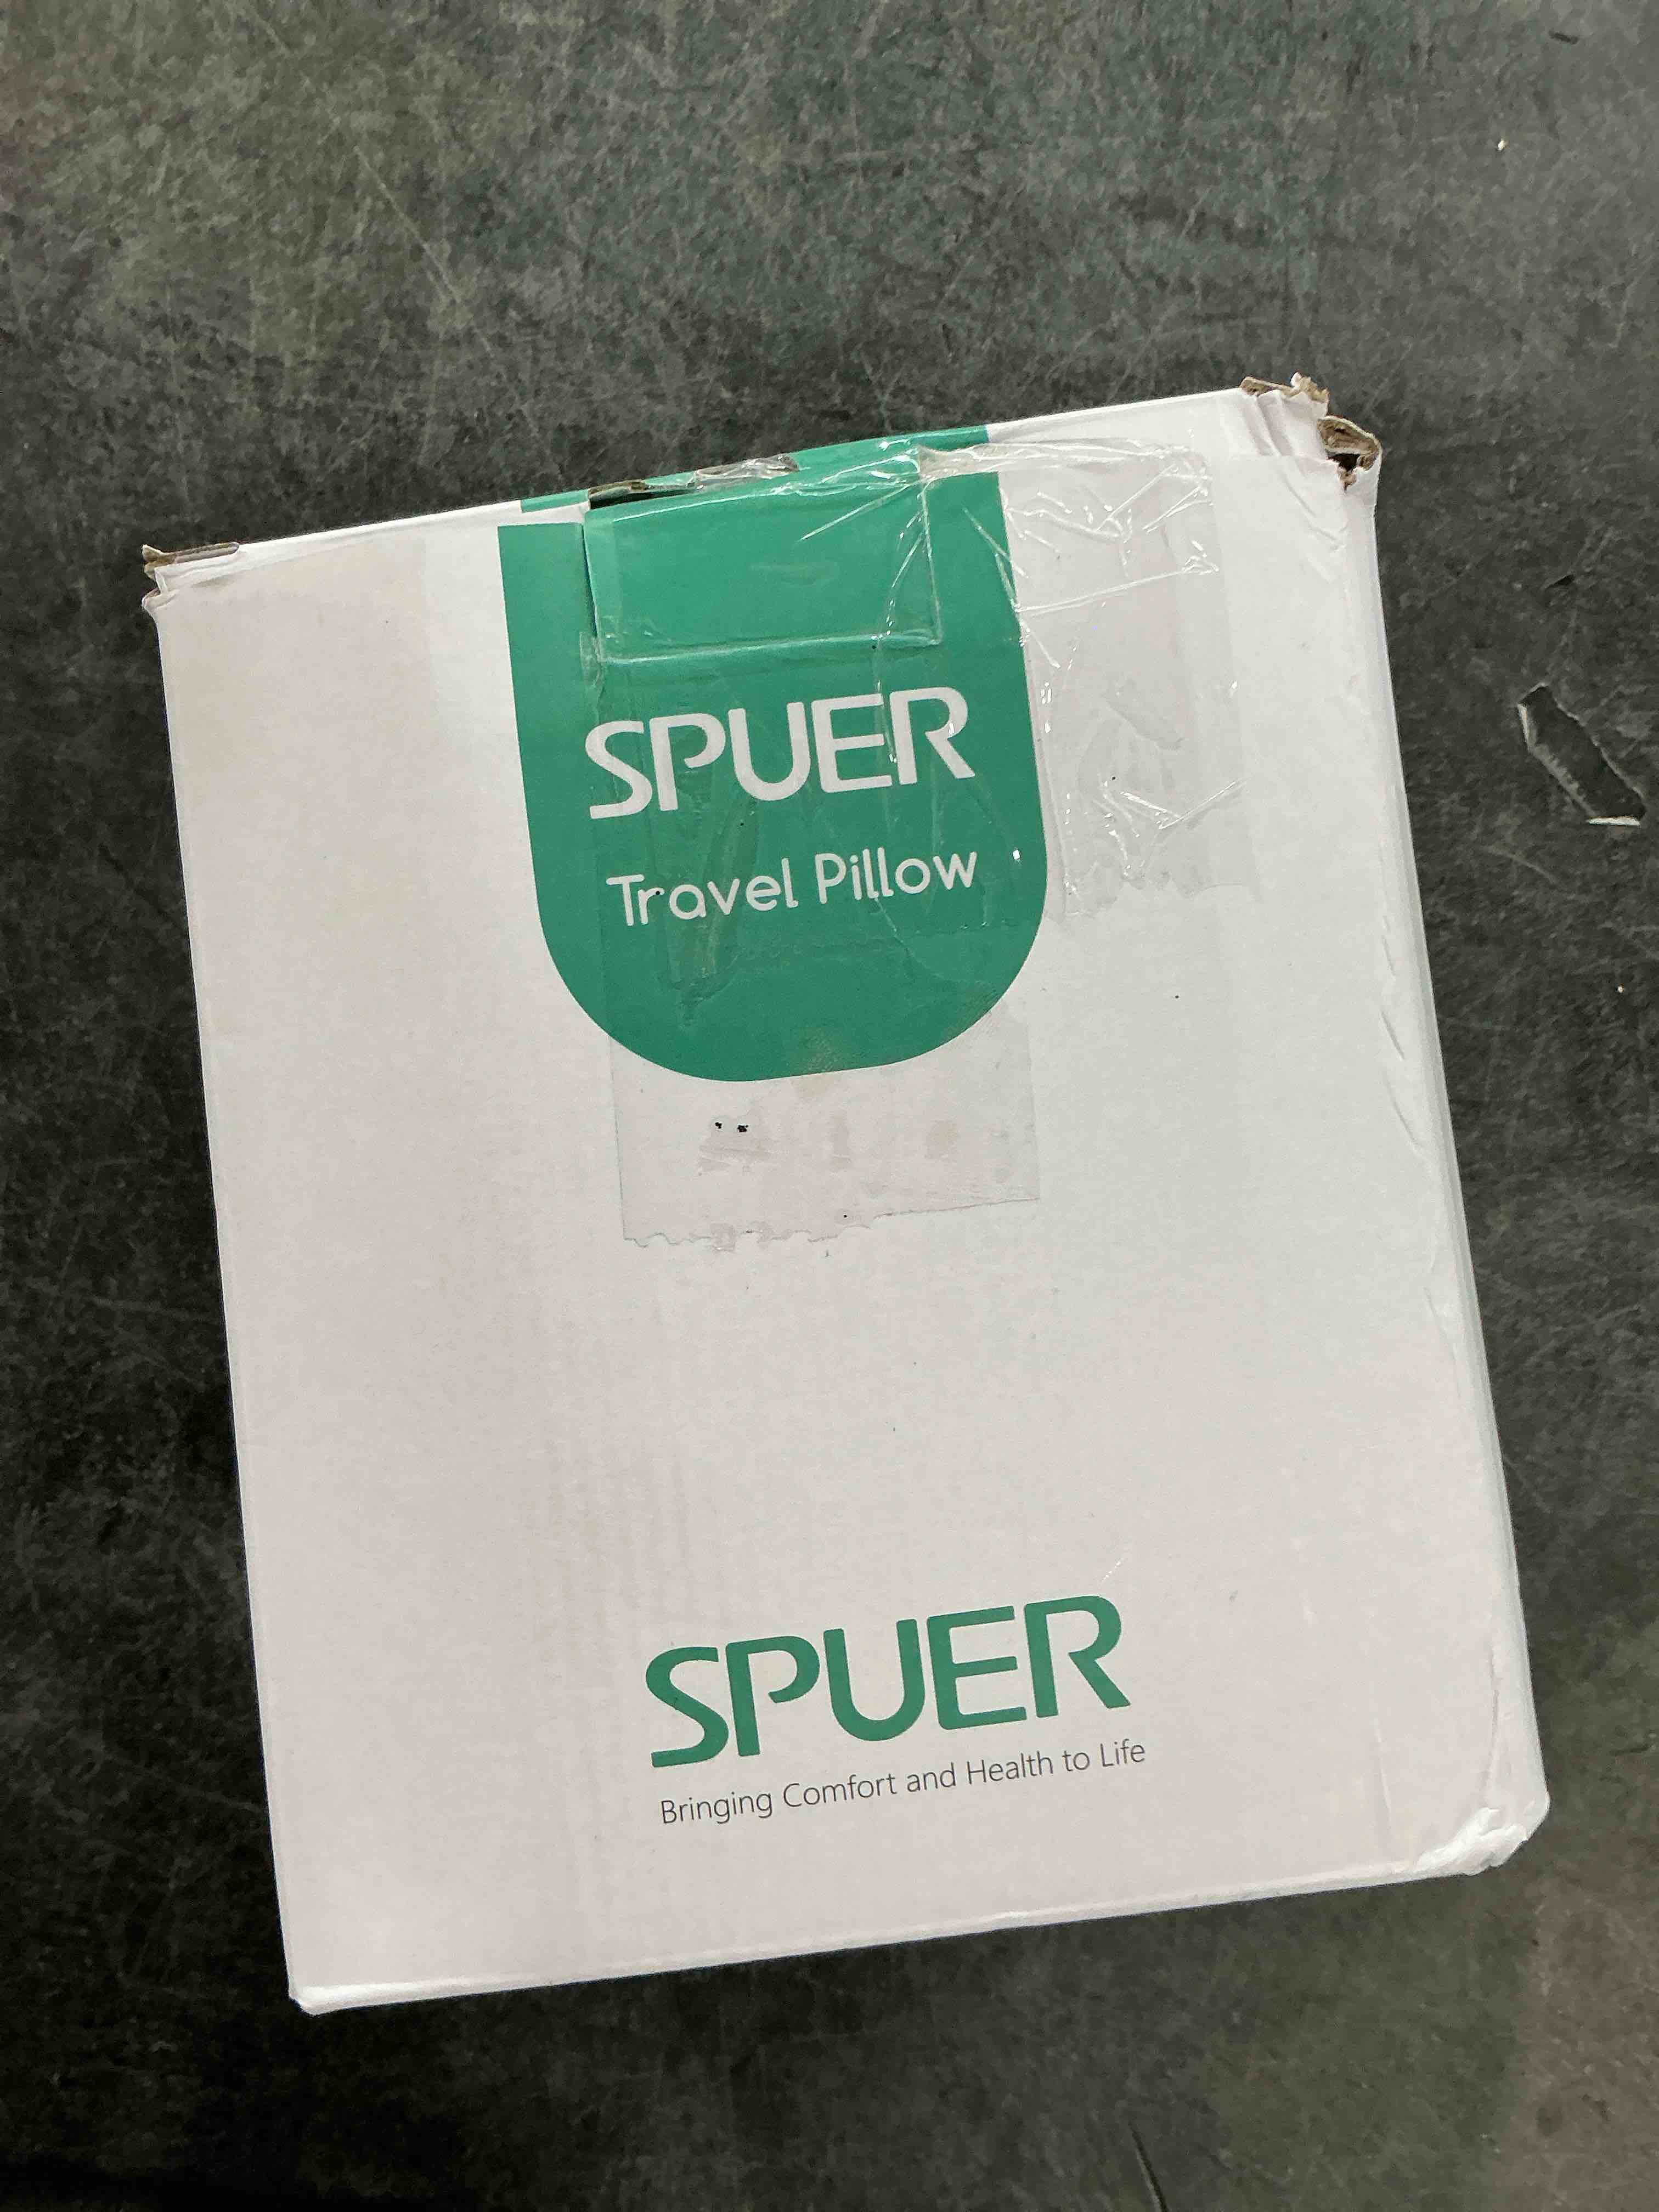 SPUER
Travel Pillow
SPUER
Bringing Comfort and Health to Life